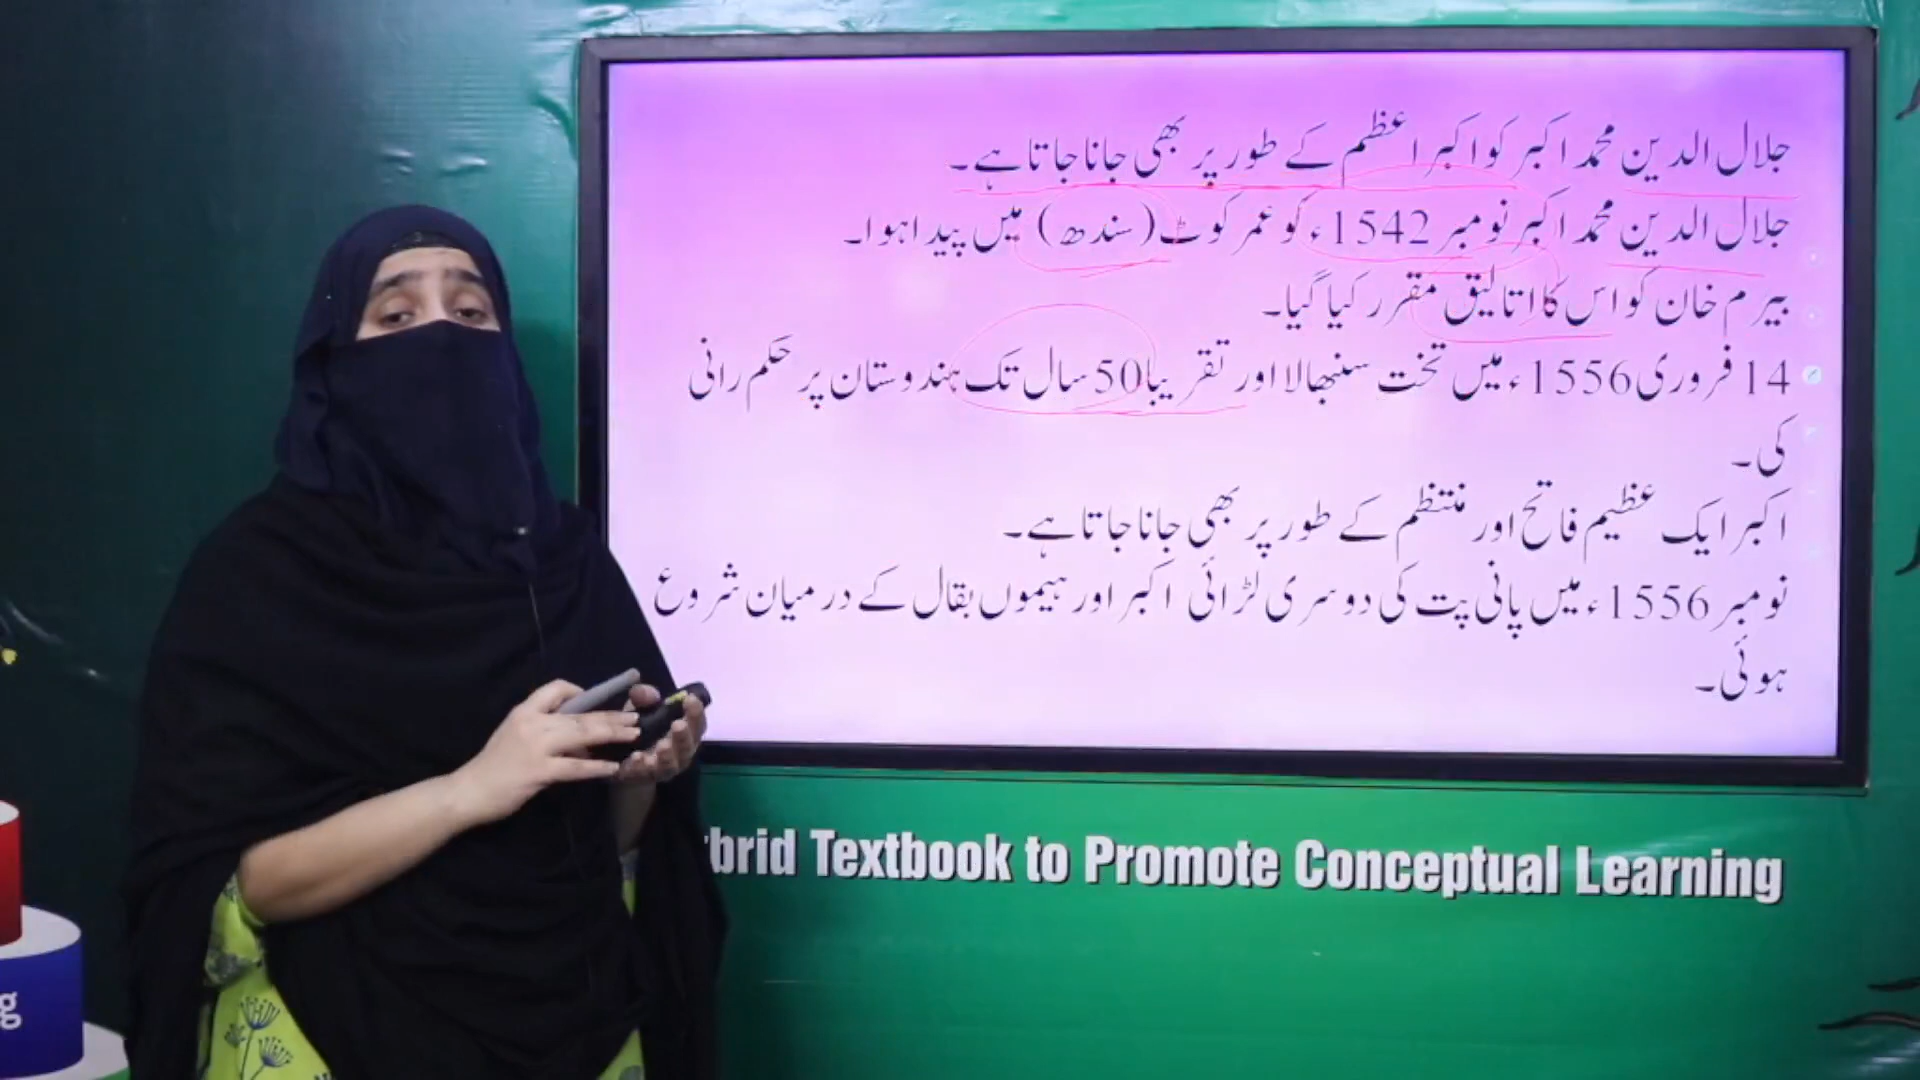 جلال الدین محمد اکبر کو اکبر اعظم کے طور پر بھی جانا جاتا ہے۔
جلال الدین محمد اکبر نومبر 1542ء کو عمر کوٹ (سندھ) میں پیدا ہوا۔
بیرم خان کو اس کا اتالیق مقرر کیا گیا۔
14 فروری 1556ء میں تخت سنبھالا اور تقریبا 50 سال تک ہندوستان پر حکم رانی
کی۔
اکبر ایک عظیم فاتح اور منتظم کے طور پر بھی جانا جاتا ہے۔
نومبر 1556ء میں پانی پت کی دوسری لڑائی اکبر اور ہیموں بقال کے درمیان شروع
ہوئی۔
brid Textbook to Promote Conceptual Learning
g